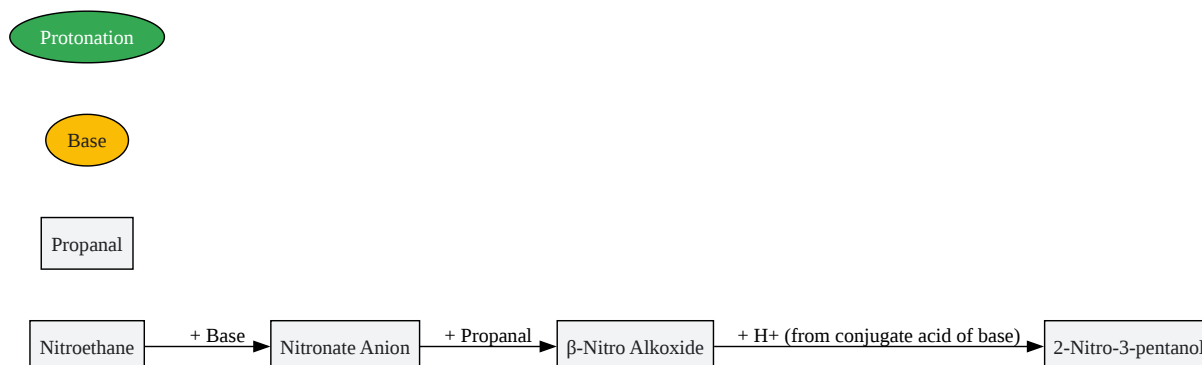 Protonation
Base
Propanal
Nitroethane
+ Base
Nitronate Anion
+ Propanal
β-Nitro Alkoxide
+ H+ (from conjugate acid of base)
2-Nitro-3-pentanol